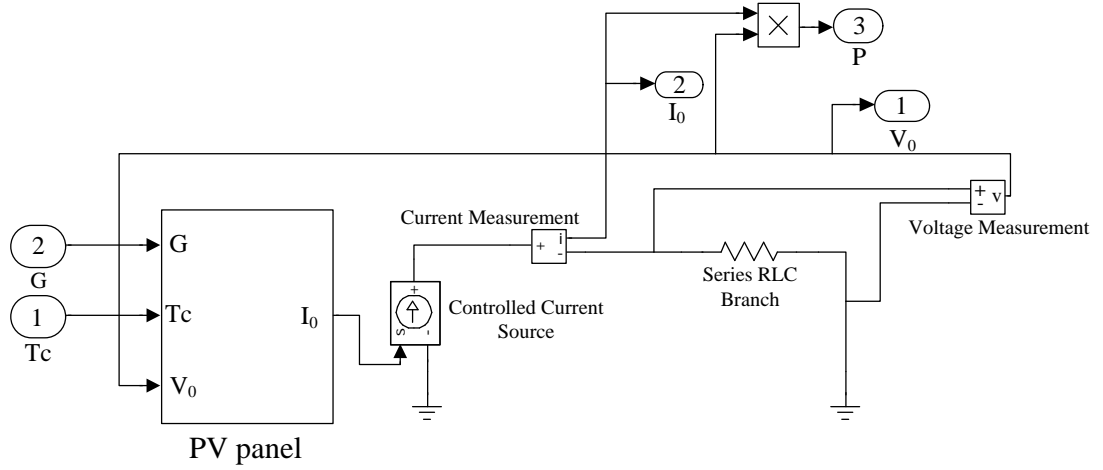 3
P
2
I₀
1
V₀
Current Measurement
+
i
-
+
-
v
Voltage Measurement
2
G
1
Tc
G
Tc
V₀
I₀
PV panel
+
s
-
Controlled Current
Source
Series RLC
Branch